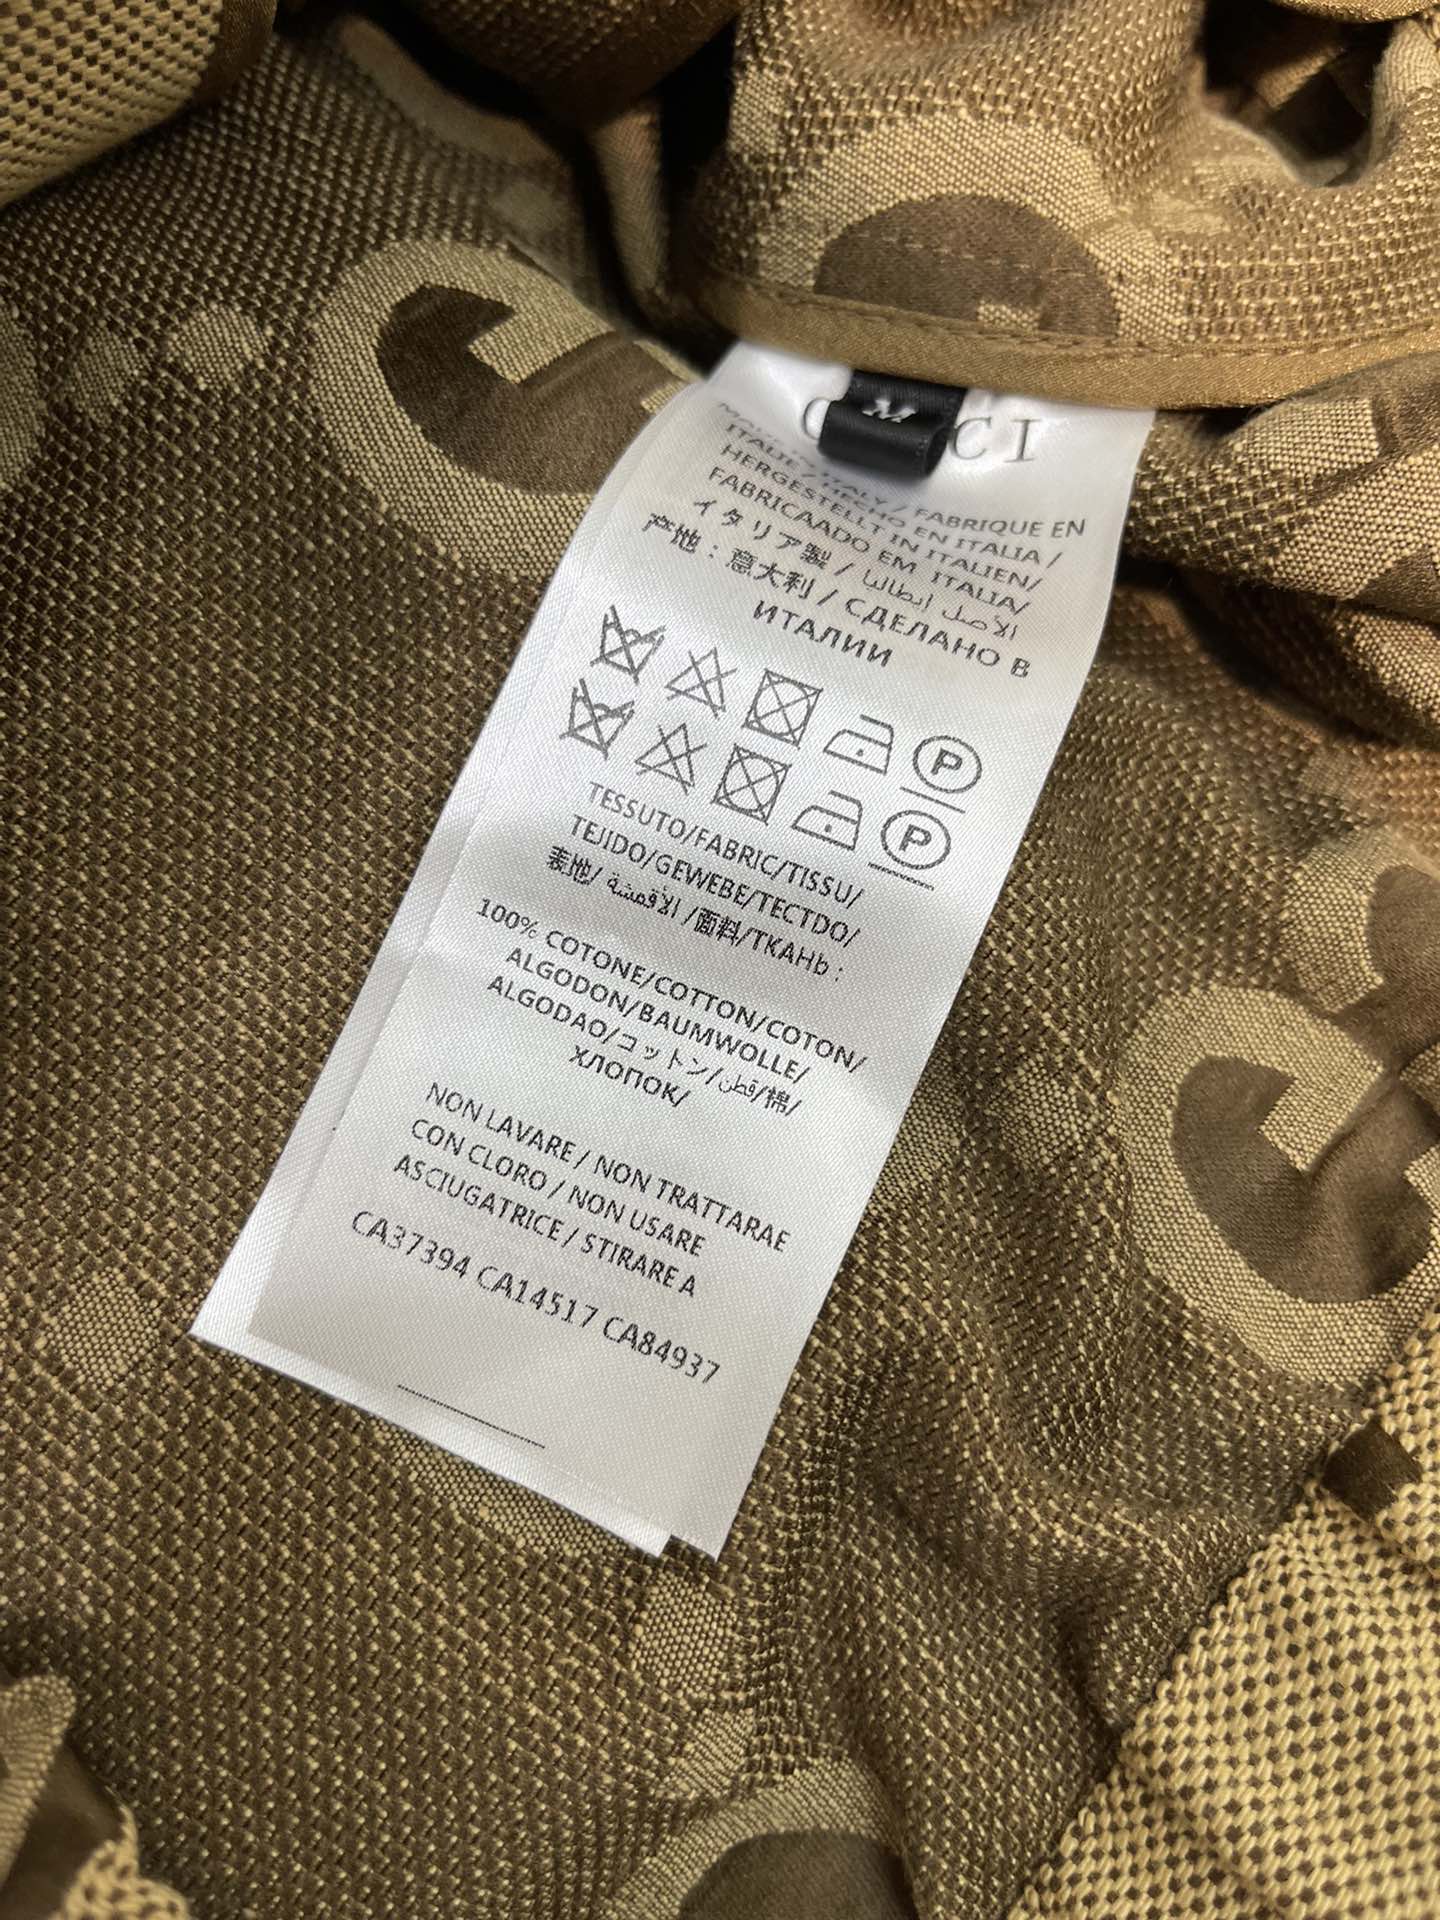 M
CI
ITALIE / ITALY / FABRIQUE EN
HERGESTELLT IN ITALIEN/
FABRICAADO EM ITALIA/
イタリア製 / الأصل إيطاليا
产地：意大利 / СДЕЛАНО В
ИТАЛИИ
P
P
TESSUTO/FABRIC/TISSU/
TEJIDO/GEWEBE/TECTDO/
表地/ الأقمشة /面料/ТКАНЬ :
100% COTONE/COTTON/COTON/
ALGODON/BAUMWOLLE/
ALGODAO/コットン/قطن/棉/
ХЛОПОК/
NON LAVARE / NON TRATTARAE
CON CLORO / NON USARE
ASCIUGATRICE / STIRARE A
CA37394 CA14517 CA84937